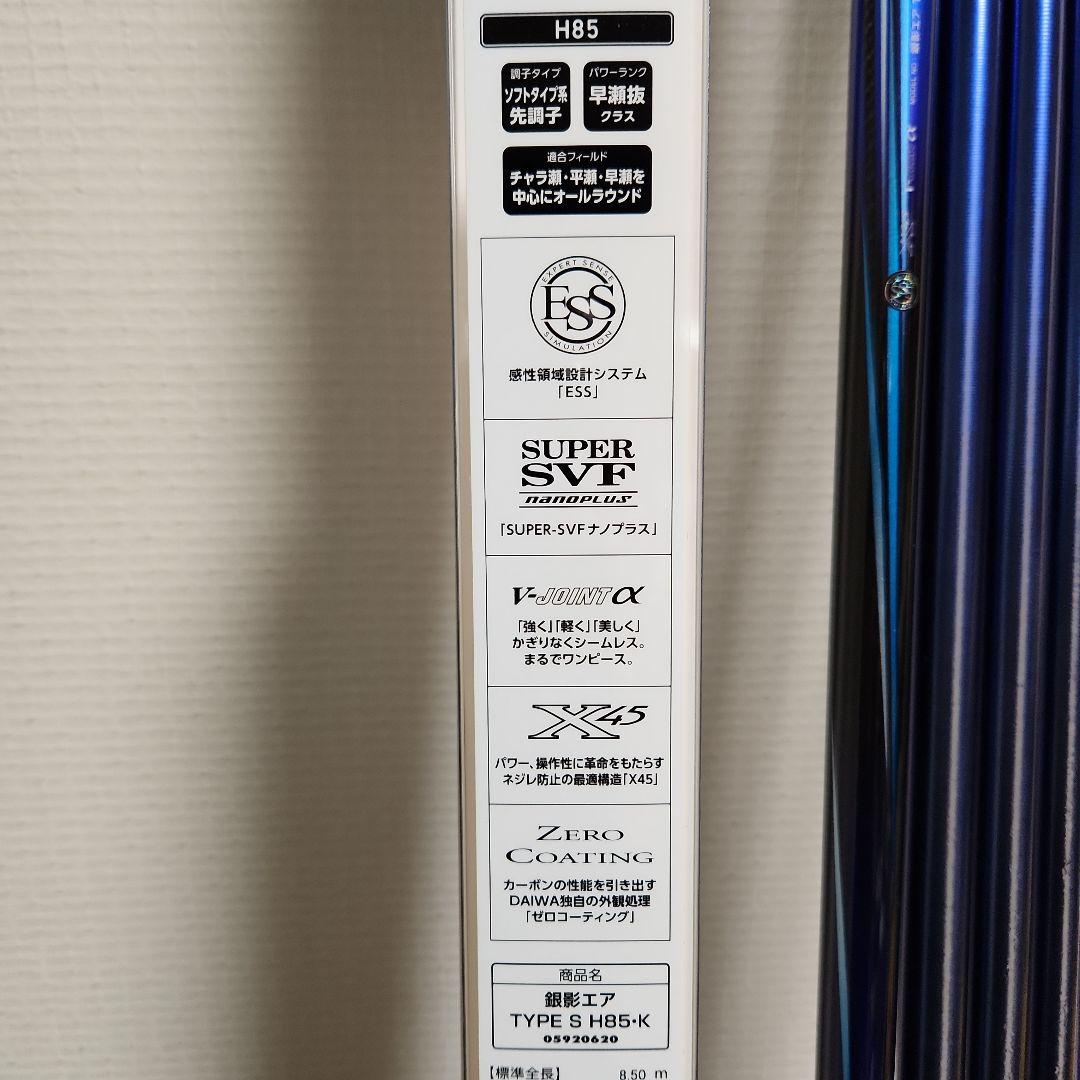 H85
調子タイプ
ソフトタイプ系
先調子
パワーランク
早瀬抜
クラス
適合フィールド
チャラ瀬・平瀬・早瀬を
中心にオールラウンド
EXPERT SENSE
ESS
SIMULATION
感性領域設計システム
「ESS」
SUPER
SVF
nanoplus
「SUPER-SVFナノプラス」
V-JOINTα
「強く」「軽く」「美しく」
かぎりなくシームレス。
まるでワンピース。
X45
パワー、操作性に革命をもたらす
ネジレ防止の最適構造「X45」
ZERO
COATING
カーボンの性能を引き出す
DAIWA独自の外観処理
「ゼロコーティング」
商品名
銀影エア
TYPE S H85・K
05920620
【標準全長】 8.50 m